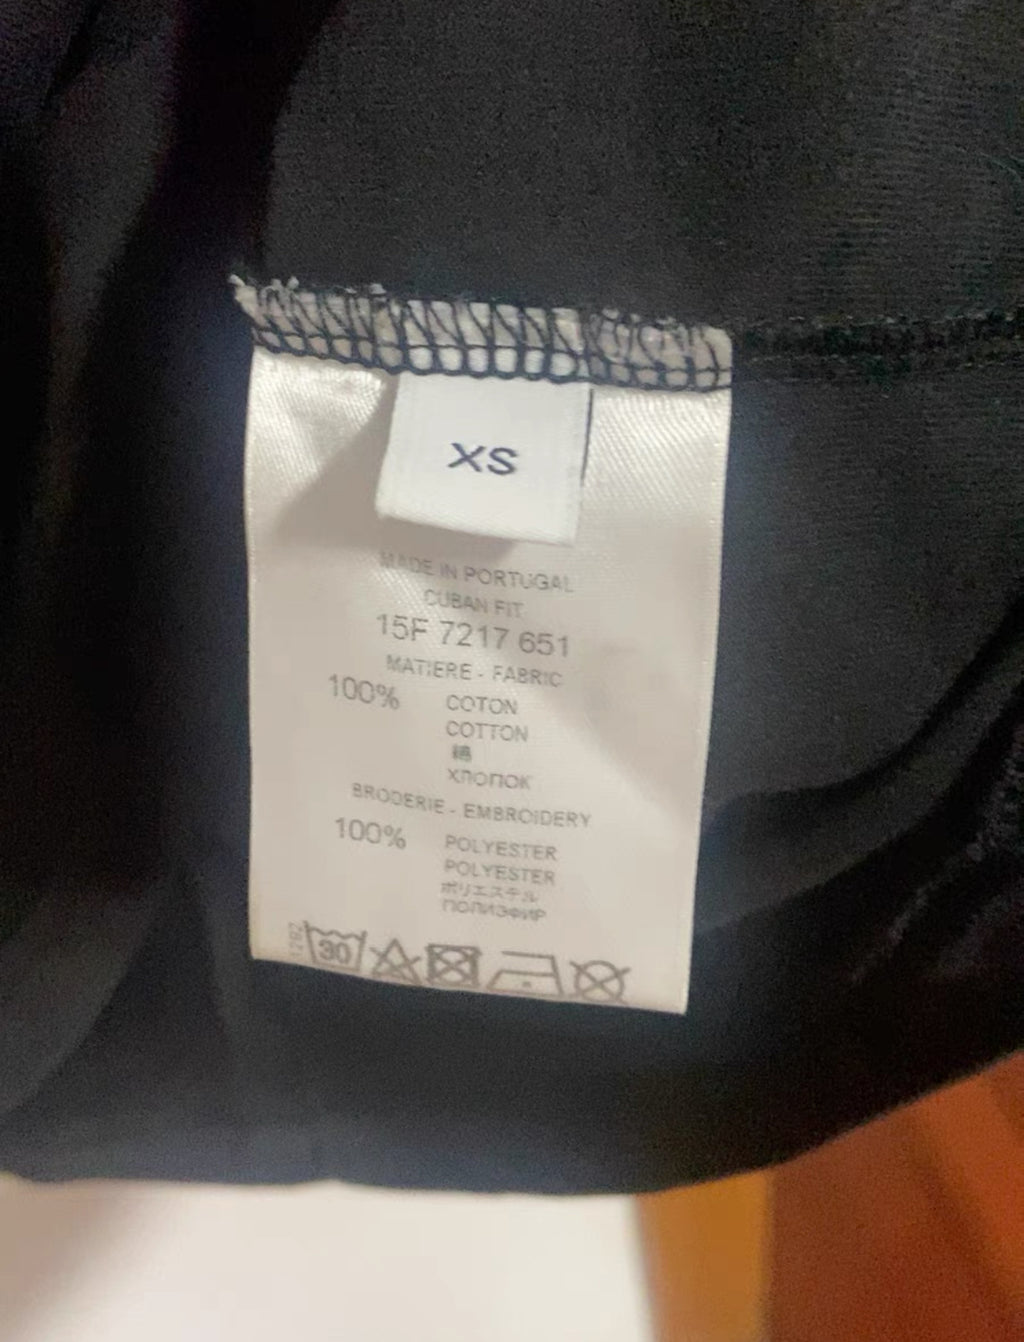 XS
MADE IN PORTUGAL
CUBAN FIT
15F 7217 651
MATIERE - FABRIC
100% COTON
COTTON
綿
ХЛОПОК
BRODERIE - EMBROIDERY
100% POLYESTER
POLYESTER
ポリエステル
ПОЛИЭФИР
30